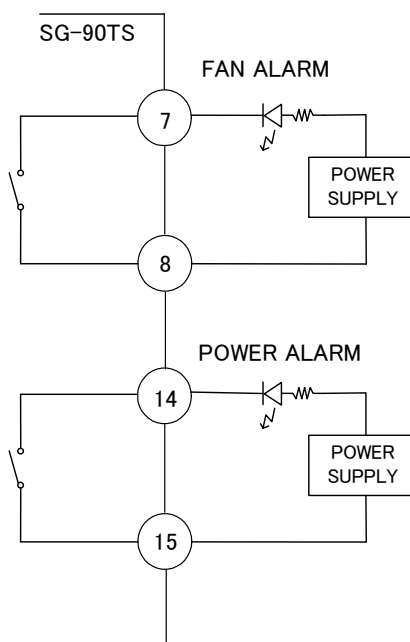 SG-90TS
FAN ALARM
7
POWER
SUPPLY
8
POWER ALARM
14
POWER
SUPPLY
15